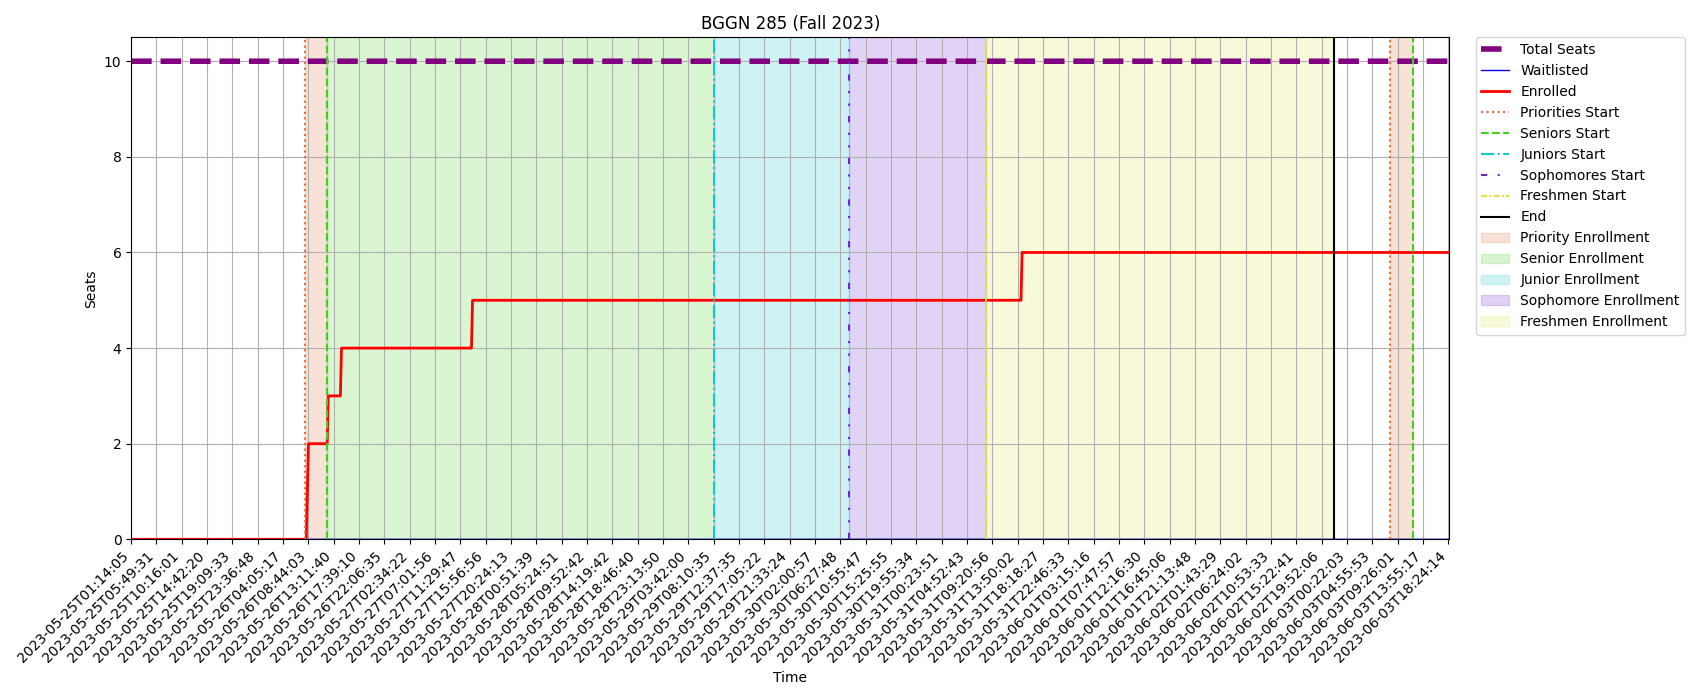 BGGN 285 (Fall 2023)
Total Seats
Waitlisted
Enrolled
Priorities Start
Seniors Start
Juniors Start
Sophomores Start
Freshmen Start
End
Priority Enrollment
Senior Enrollment
Junior Enrollment
Sophomore Enrollment
Freshmen Enrollment
Seats
10
8
6
4
2
0
2023-05-25T01:14:05
2023-05-25T05:49:31
2023-05-25T10:16:01
2023-05-25T14:42:20
2023-05-25T19:09:33
2023-05-25T23:36:48
2023-05-26T04:05:17
2023-05-26T08:44:03
2023-05-26T13:11:40
2023-05-26T17:39:10
2023-05-26T22:06:35
2023-05-27T02:34:22
2023-05-27T07:01:56
2023-05-27T11:29:47
2023-05-27T15:56:56
2023-05-27T20:24:13
2023-05-28T00:51:39
2023-05-28T05:24:51
2023-05-28T09:52:42
2023-05-28T14:19:42
2023-05-28T18:46:40
2023-05-28T23:13:50
2023-05-29T03:42:00
2023-05-29T08:10:35
2023-05-29T12:37:35
2023-05-29T17:05:22
2023-05-29T21:33:24
2023-05-30T02:00:57
2023-05-30T06:27:48
2023-05-30T10:55:47
2023-05-30T15:25:55
2023-05-30T19:55:34
2023-05-31T00:23:51
2023-05-31T04:52:43
2023-05-31T09:20:56
2023-05-31T13:50:02
2023-05-31T18:18:27
2023-05-31T22:46:33
2023-06-01T03:15:16
2023-06-01T07:47:57
2023-06-01T12:16:30
2023-06-01T16:45:06
2023-06-01T21:13:48
2023-06-02T01:43:29
2023-06-02T06:24:02
2023-06-02T10:53:33
2023-06-02T15:22:41
2023-06-02T19:52:06
2023-06-03T00:22:03
2023-06-03T04:55:53
2023-06-03T09:26:01
2023-06-03T13:55:17
2023-06-03T18:24:14
Time